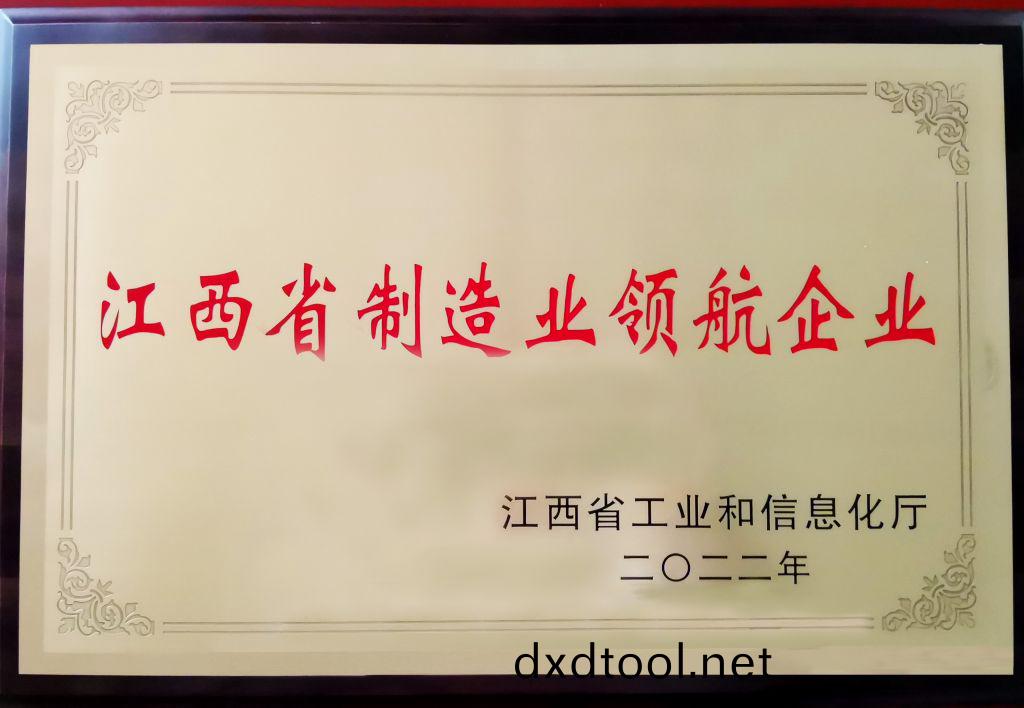 江西省制造业领航企业
江西省工业和信息化厅
二〇二二年
dxdtool.net